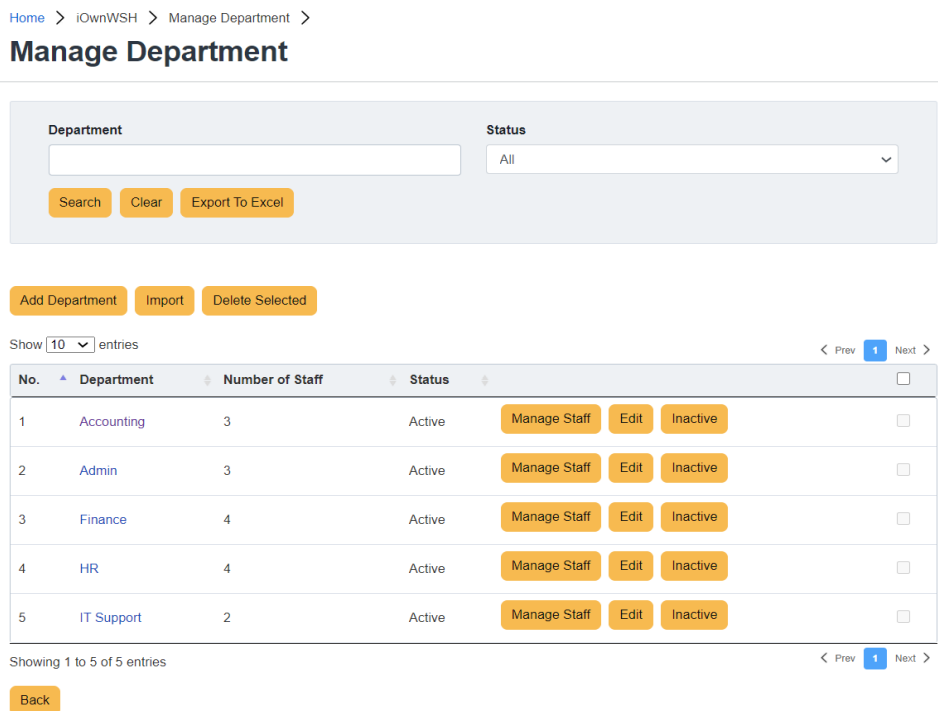 Home > iOwnWSH > Manage Department >
Manage Department
Department Status
All
Search Clear Export To Excel
Add Department Import Delete Selected
Show 10 entries
Prev 1 Next
No. Department Number of Staff Status
1 Accounting 3 Active Manage Staff Edit Inactive
2 Admin 3 Active Manage Staff Edit Inactive
3 Finance 4 Active Manage Staff Edit Inactive
4 HR 4 Active Manage Staff Edit Inactive
5 IT Support 2 Active Manage Staff Edit Inactive
Showing 1 to 5 of 5 entries
Prev 1 Next
Back